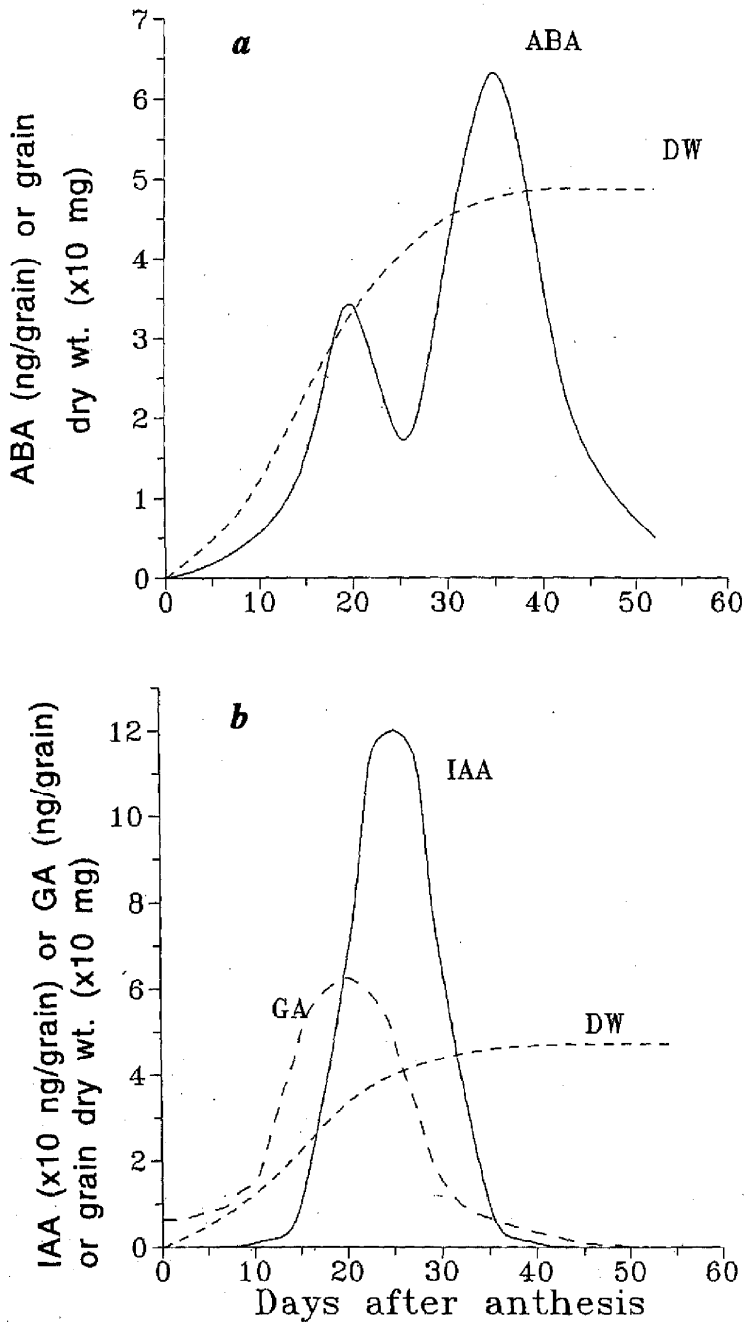 a
ABA
DW
ABA (ng/grain) or grain
dry wt. (x10 mg)
7
6
5
4
3
2
1
0
0 10 20 30 40 50 60
b
IAA
GA
DW
IAA (x10 ng/grain) or GA (ng/grain)
or grain dry wt. (x10 mg)
12
10
8
6
4
2
0
0 10 20 30 40 50 60
Days after anthesis